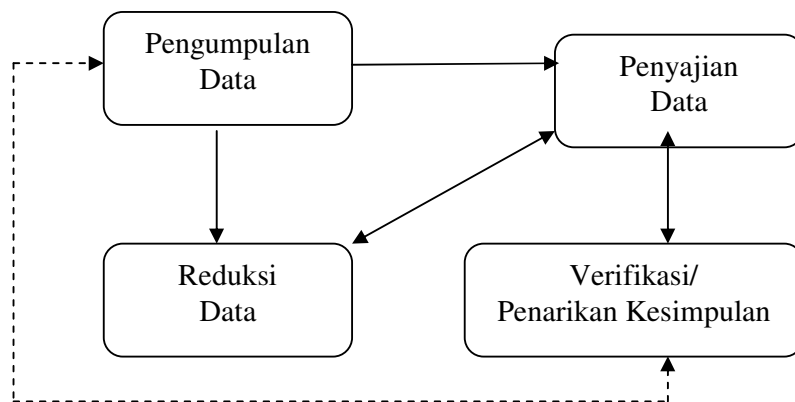 Pengumpulan
Data
Penyajian
Data
Reduksi
Data
Verifikasi/
Penarikan Kesimpulan